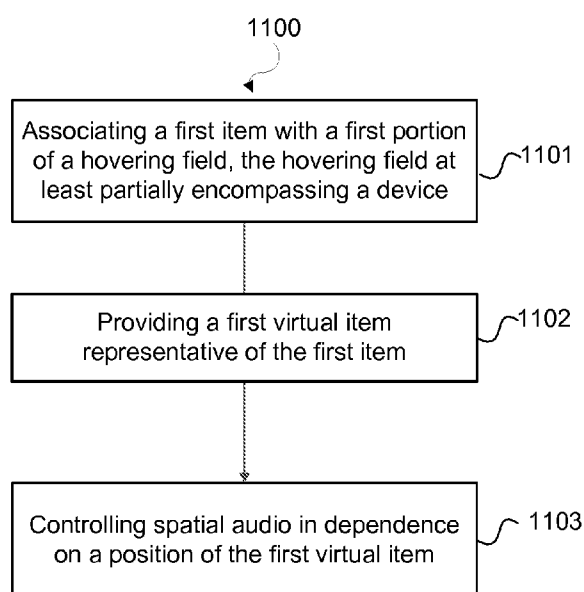 1100
Associating a first item with a first portion
of a hovering field, the hovering field at
least partially encompassing a device
1101
Providing a first virtual item
representative of the first item
1102
Controlling spatial audio in dependence
on a position of the first virtual item
1103